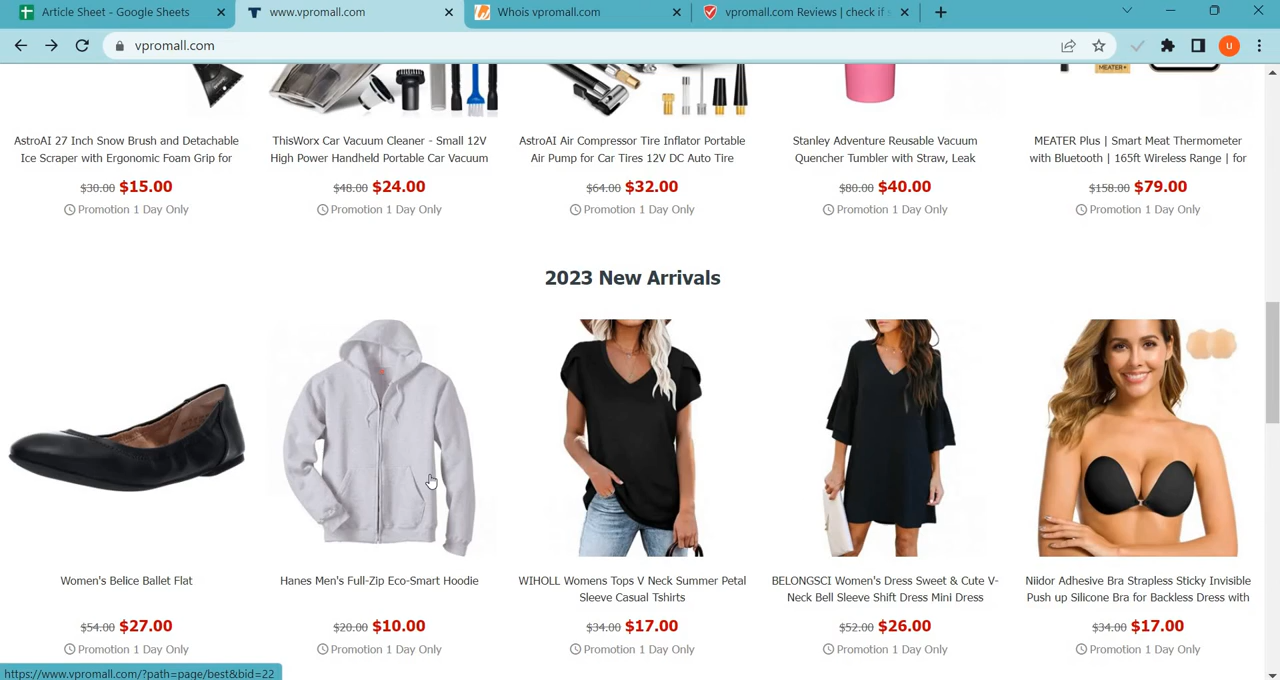 Article Sheet - Google Sheets
www.vpromall.com
Whois vpromall.com
vpromall.com Reviews | check if
vpromall.com
u
MEATER+
AstroAI 27 Inch Snow Brush and Detachable
Ice Scraper with Ergonomic Foam Grip for
ThisWorx Car Vacuum Cleaner - Small 12V
High Power Handheld Portable Car Vacuum
AstroAI Air Compressor Tire Inflator Portable
Air Pump for Car Tires 12V DC Auto Tire
Stanley Adventure Reusable Vacuum
Quencher Tumbler with Straw, Leak
MEATER Plus | Smart Meat Thermometer
with Bluetooth | 165ft Wireless Range | for
$30.00 $15.00
$48.00 $24.00
$64.00 $32.00
$80.00 $40.00
$158.00 $79.00
Promotion 1 Day Only
Promotion 1 Day Only
Promotion 1 Day Only
Promotion 1 Day Only
Promotion 1 Day Only
2023 New Arrivals
Women's Belice Ballet Flat
Hanes Men's Full-Zip Eco-Smart Hoodie
WIHOLL Womens Tops V Neck Summer Petal
Sleeve Casual Tshirts
BELONGSCI Women's Dress Sweet & Cute V-
Neck Bell Sleeve Shift Dress Mini Dress
Niidor Adhesive Bra Strapless Sticky Invisible
Push up Silicone Bra for Backless Dress with
$54.00 $27.00
$20.00 $10.00
$34.00 $17.00
$52.00 $26.00
$34.00 $17.00
Promotion 1 Day Only
Promotion 1 Day Only
Promotion 1 Day Only
Promotion 1 Day Only
Promotion 1 Day Only
https://www.vpromall.com/?path=page/best&bid=22